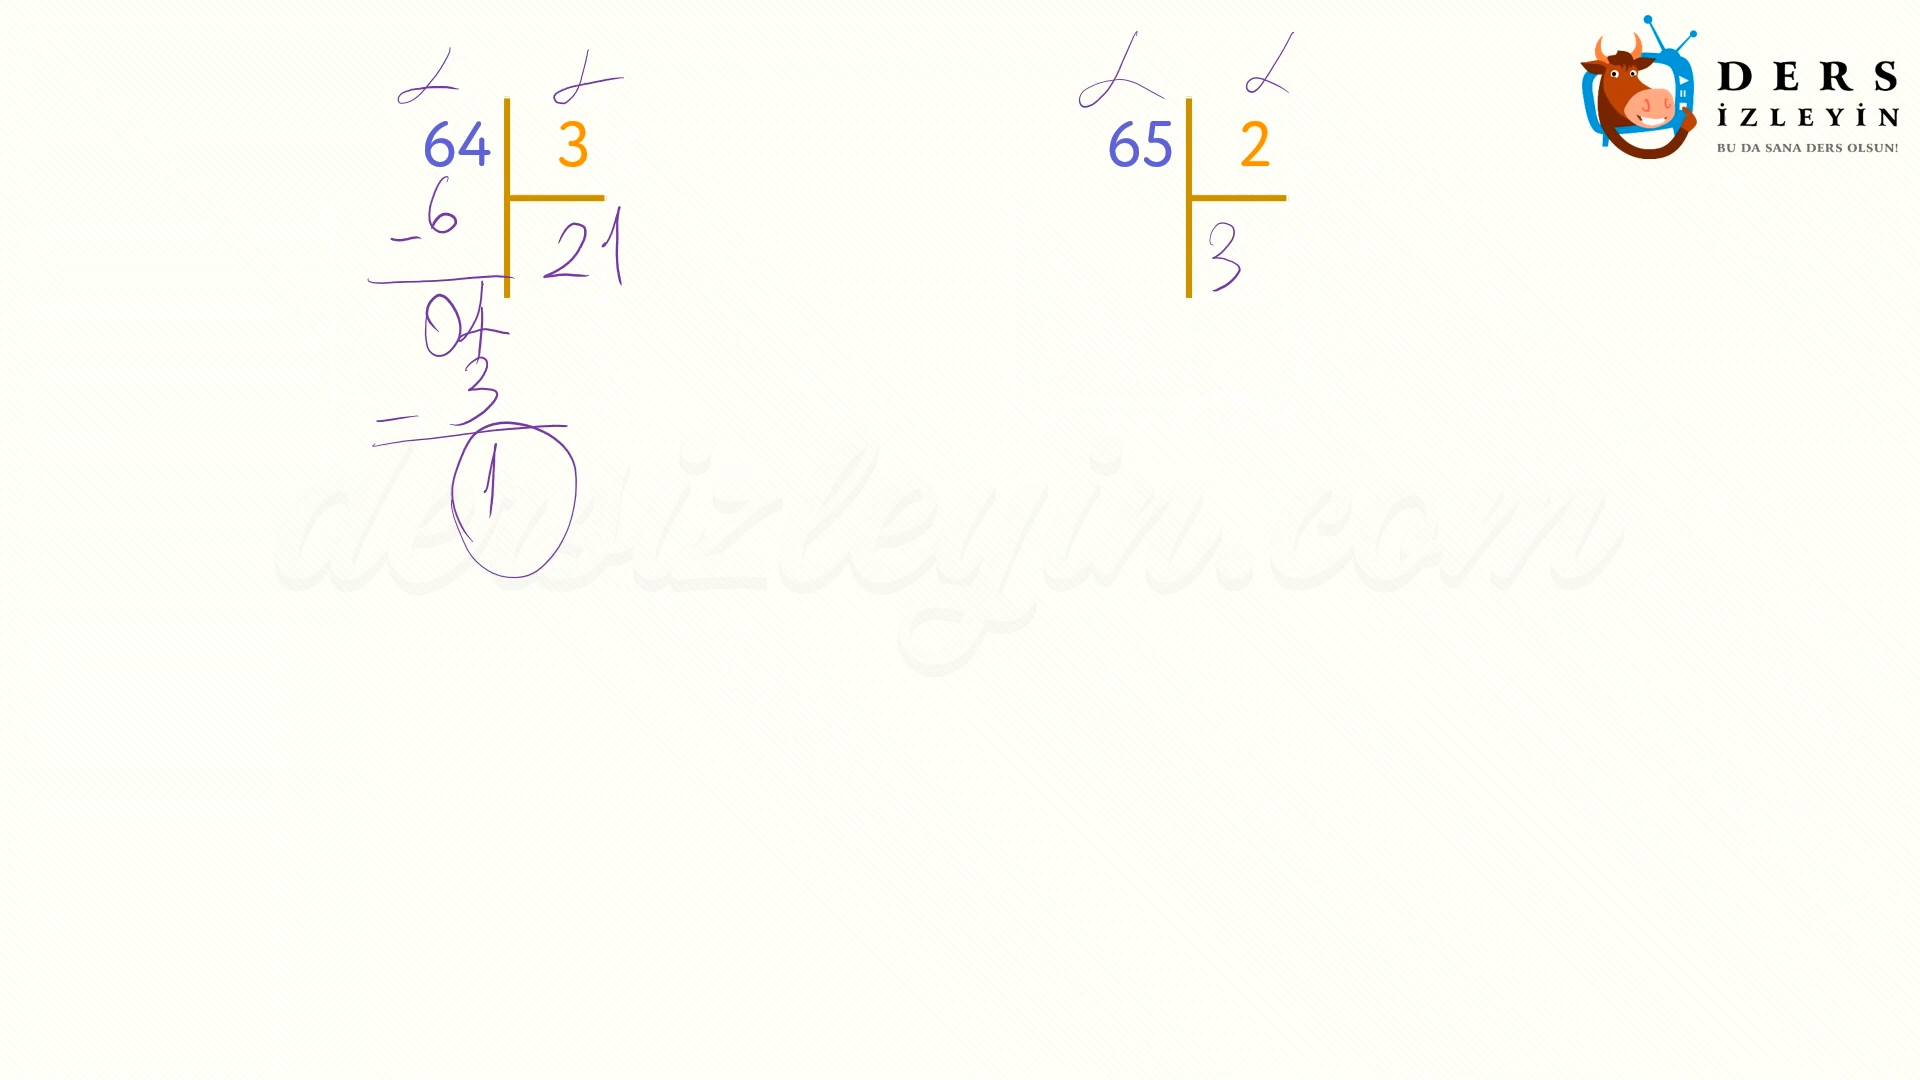 64 3
- 6
21
04
- 3
1
65 2
3
DERS
İZLEYİN
BU DA SANA DERS OLSUN!
dersizleyin.com